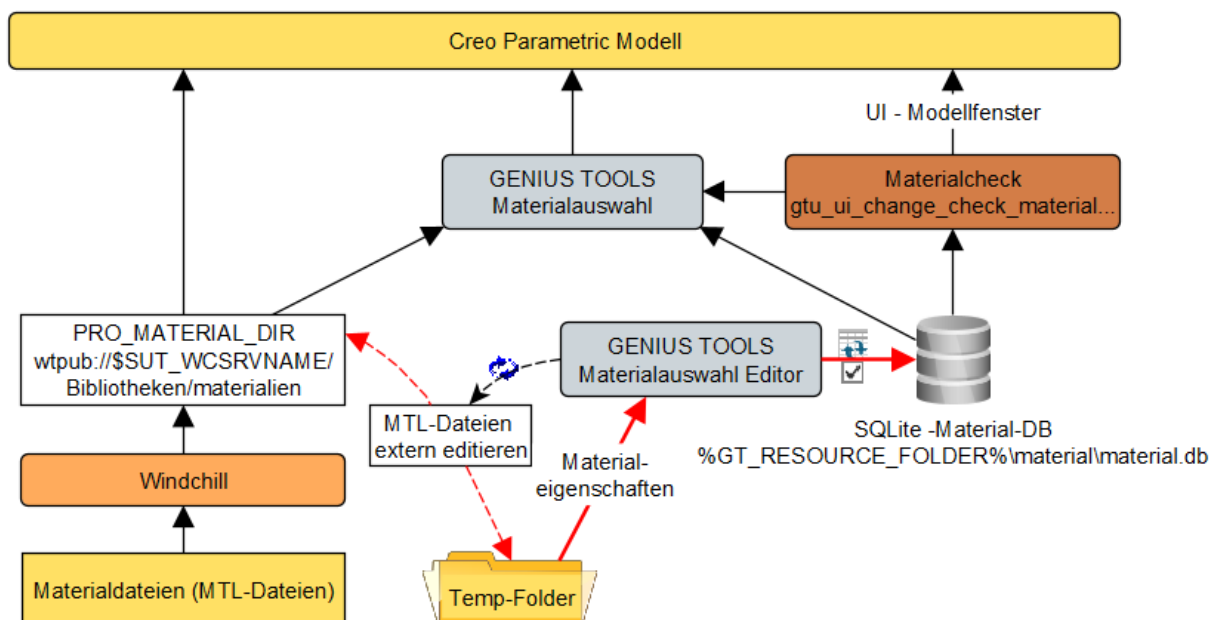 Creo Parametric Modell
UI - Modellfenster
GENIUS TOOLS
Materialauswahl
Materialcheck
gtu_ui_change_check_material...
PRO_MATERIAL_DIR
wtpub://$SUT_WCSRVNAME/
Bibliotheken/materialien
GENIUS TOOLS
Materialauswahl Editor
MTL-Dateien
extern editieren
SQLite -Material-DB
%GT_RESOURCE_FOLDER%\material\material.db
Material-
eigenschaften
Windchill
Materialdateien (MTL-Dateien)
Temp-Folder